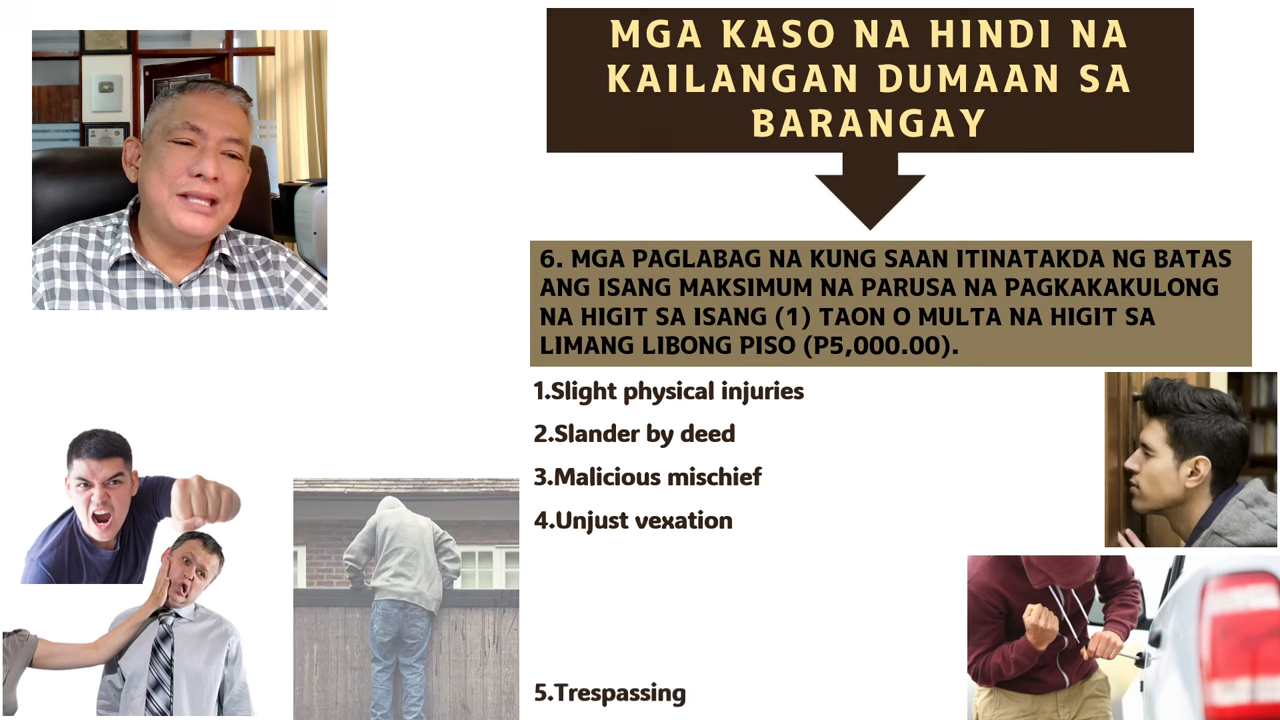 MGA KASO NA HINDI NA
KAILANGAN DUMAAN SA
BARANGAY
6. MGA PAGLABAG NA KUNG SAAN ITINATAKDA NG BATAS
ANG ISANG MAKSIMUM NA PARUSA NA PAGKAKAKULONG
NA HIGIT SA ISANG (1) TAON O MULTA NA HIGIT SA
LIMANG LIBONG PISO (P5,000.00).
1.Slight physical injuries
2.Slander by deed
3.Malicious mischief
4.Unjust vexation
5.Trespassing